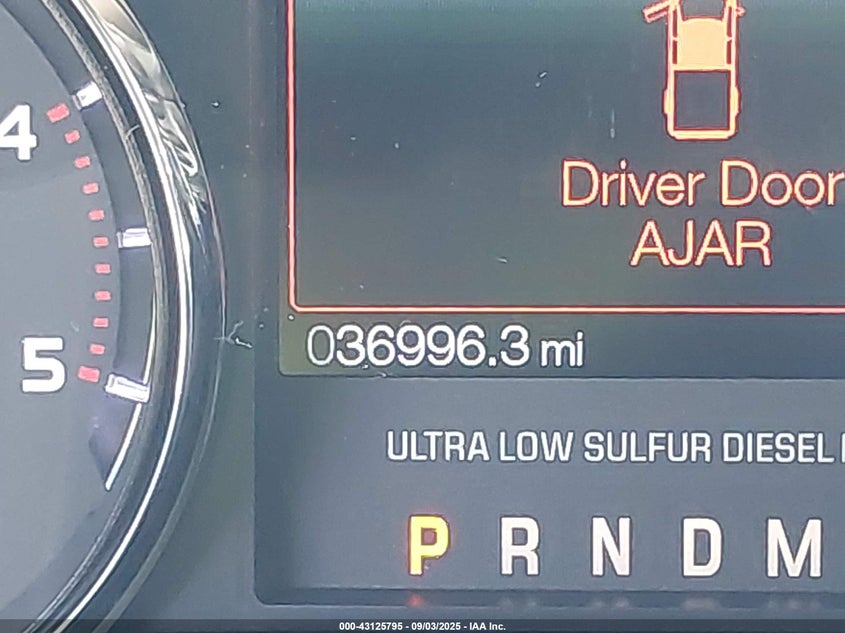 4
5
Driver Door
AJAR
036996.3 mi
ULTRA LOW SULFUR DIESEL
P R N D M
000-43125795 - 09/03/2025 - IAA Inc.